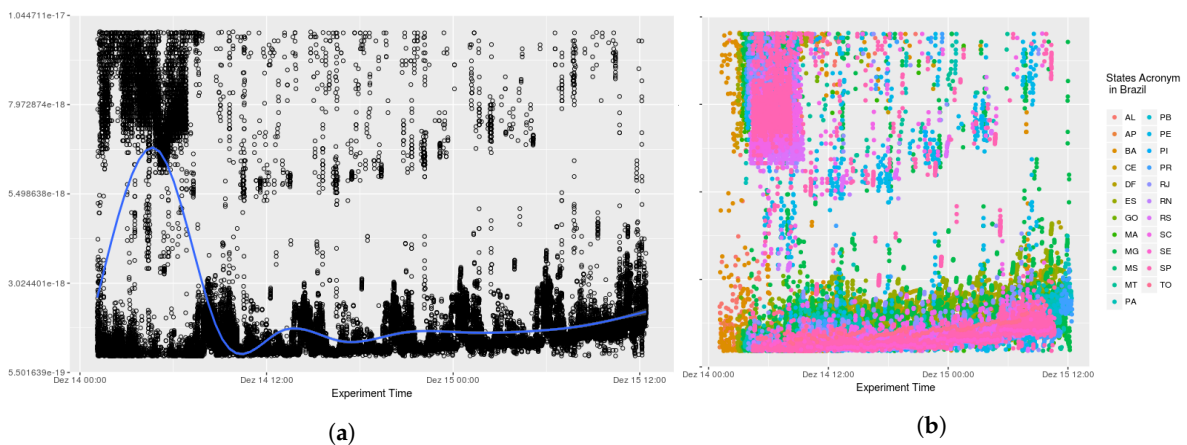 1.044711e-17
7.972874e-18
5.498638e-18
3.024401e-18
5.501639e-19
Dez 14 00:00
Dez 14 12:00
Dez 15 00:00
Dez 15 12:00
Experiment Time
(a)
Dez 14 00:00
Dez 14 12:00
Dez 15 00:00
Dez 15 12:00
Experiment Time
(b)
States Acronym
in Brazil
AL
AP
BA
CE
DF
ES
GO
MA
MG
MS
MT
PA
PB
PE
PI
PR
RJ
RN
RS
SC
SE
SP
TO